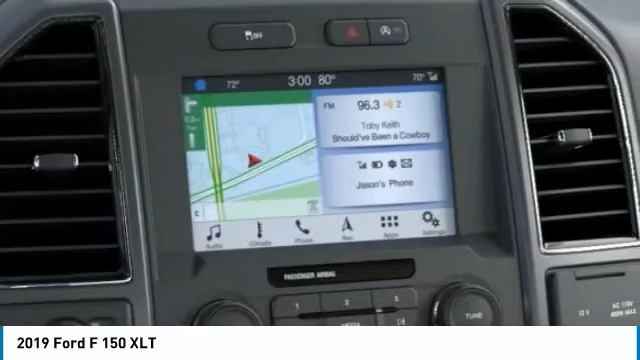 OFF
72°
3:00
80°
70°
FM
96.3
2
Toby Keith
Should've Been a Cowboy
Jason's Phone
Audio
Climate
Phone
Nav
Apps
Settings
PASSENGER AIRBAG
1
2
3
MEDIA
TUNE
12 V
AC 110V
400W MAX
2019 Ford F 150 XLT